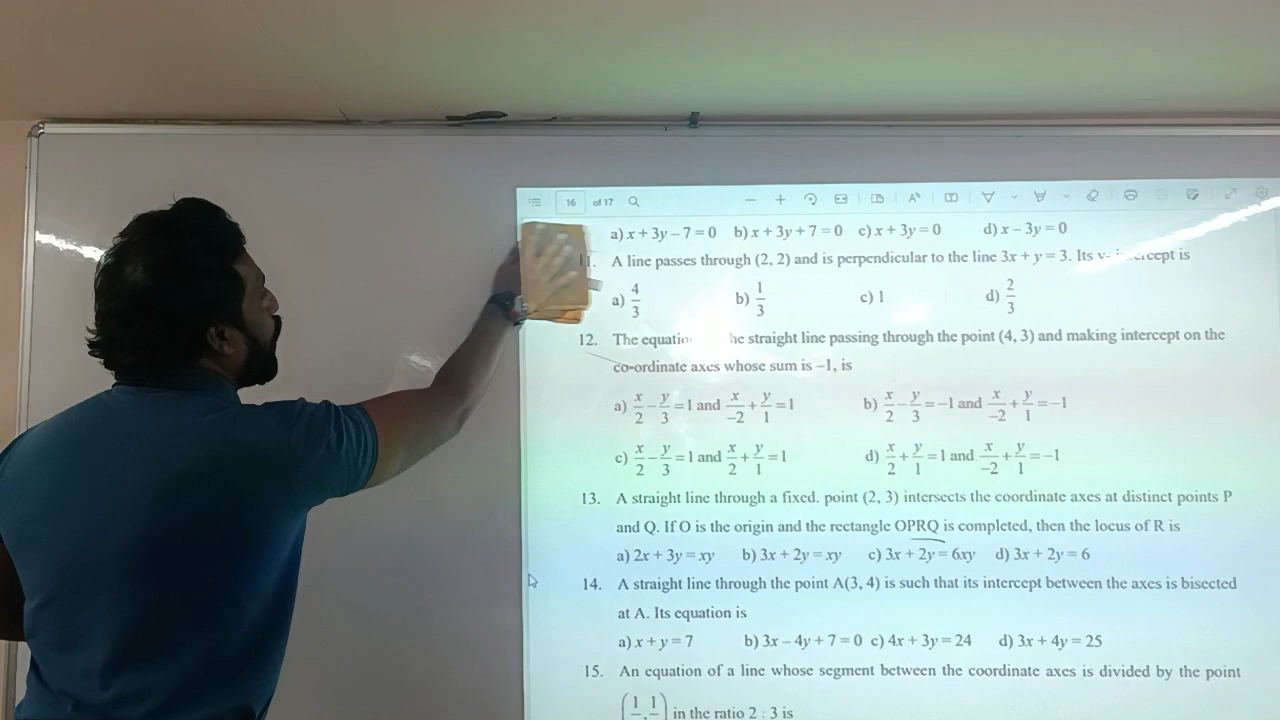 16 of 17
a) x + 3y – 7 = 0 b) x + 3y + 7 = 0 c) x + 3y = 0 d) x – 3y = 0
11. A line passes through (2, 2) and is perpendicular to the line 3x + y = 3. Its is
a) 4/3 b) 1/3 c) 1 d) 2/3
12. The he straight line passing through the point (4, 3) and making intercept on the
co-ordinate axes whose sum is –1, is
a) x/2 – y/3 = 1 and x/–2 + y/1 = 1 b) x/2 – y/3 = –1 and x/–2 + y/1 = –1
c) x/2 – y/3 = 1 and x/2 + y/1 = 1 d) x/2 + y/1 = 1 and x/–2 + y/1 = –1
13. A straight line through a fixed. point (2, 3) intersects the coordinate axes at distinct points P
and Q. If O is the origin and the rectangle OPRQ is completed, then the locus of R is
a) 2x + 3y = xy b) 3x + 2y = xy c) 3x + 2y = 6xy d) 3x + 2y = 6
14. A straight line through the point A(3, 4) is such that its intercept between the axes is bisected
at A. Its equation is
a) x + y = 7 b) 3x – 4y + 7 = 0 c) 4x + 3y = 24 d) 3x + 4y = 25
15. An equation of a line whose segment between the coordinate axes is divided by the point
in the ratio 2 : 3 is